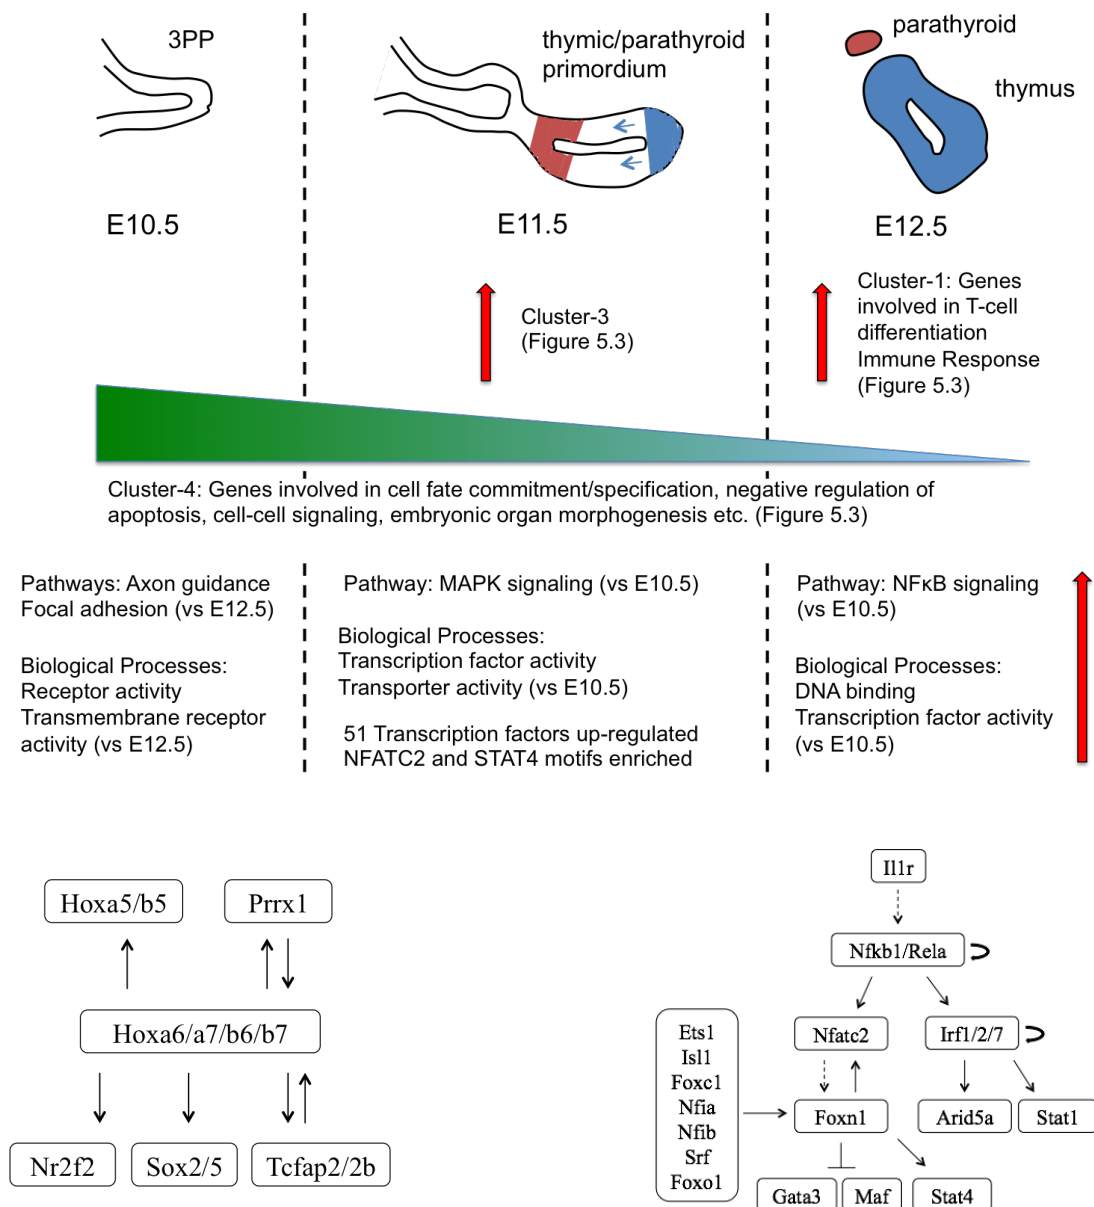 3PP
thymic/parathyroid
primordium
parathyroid
thymus
E10.5
E11.5
E12.5
Cluster-3
(Figure 5.3)
Cluster-1: Genes
involved in T-cell
differentiation
Immune Response
(Figure 5.3)
Cluster-4: Genes involved in cell fate commitment/specification, negative regulation of
apoptosis, cell-cell signaling, embryonic organ morphogenesis etc. (Figure 5.3)
Pathways: Axon guidance
Focal adhesion (vs E12.5)
Biological Processes:
Receptor activity
Transmembrane receptor
activity (vs E12.5)
Pathway: MAPK signaling (vs E10.5)
Biological Processes:
Transcription factor activity
Transporter activity (vs E10.5)
51 Transcription factors up-regulated
NFATC2 and STAT4 motifs enriched
Pathway: NFκB signaling
(vs E10.5)
Biological Processes:
DNA binding
Transcription factor activity
(vs E10.5)
Hoxa5/b5
Prrx1
Hoxa6/a7/b6/b7
Nr2f2
Sox2/5
Tcfap2/2b
Il1r
Nfkb1/Rela
Nfatc2
Irf1/2/7
Ets1
Isl1
Foxc1
Nfia
Nfib
Srf
Foxo1
Foxn1
Arid5a
Stat1
Gata3
Maf
Stat4